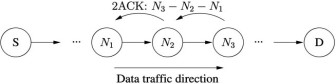 2ACK: N₃ − N₂ − N₁
S ··· N₁ N₂ N₃ ··· D
Data traffic direction